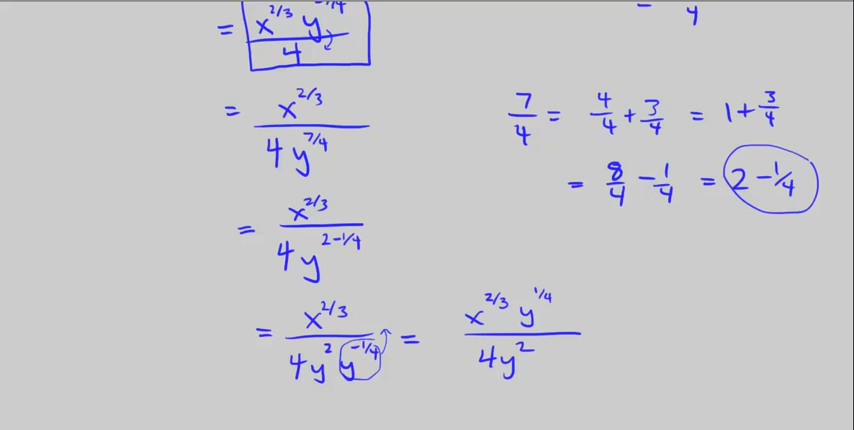 = x^{2/3} y / 4
= x^{2/3} / 4y^{7/4}
7/4 = 4/4 + 3/4 = 1 + 3/4
= 8/4 - 1/4 = 2 - 1/4
= x^{2/3} / 4y^{2-1/4}
= x^{2/3} / 4y^2 y^{-1/4} = x^{2/3} y^{1/4} / 4y^2